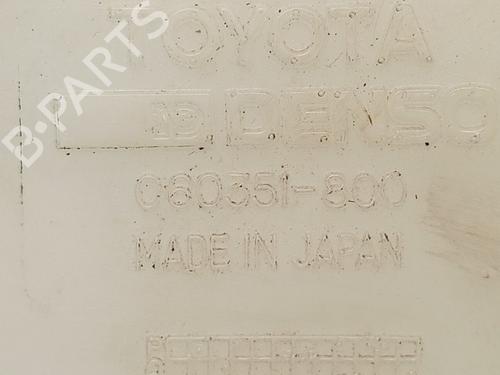 TOYOTA
DENSO
060351-800
MADE IN JAPAN
B-PARTS